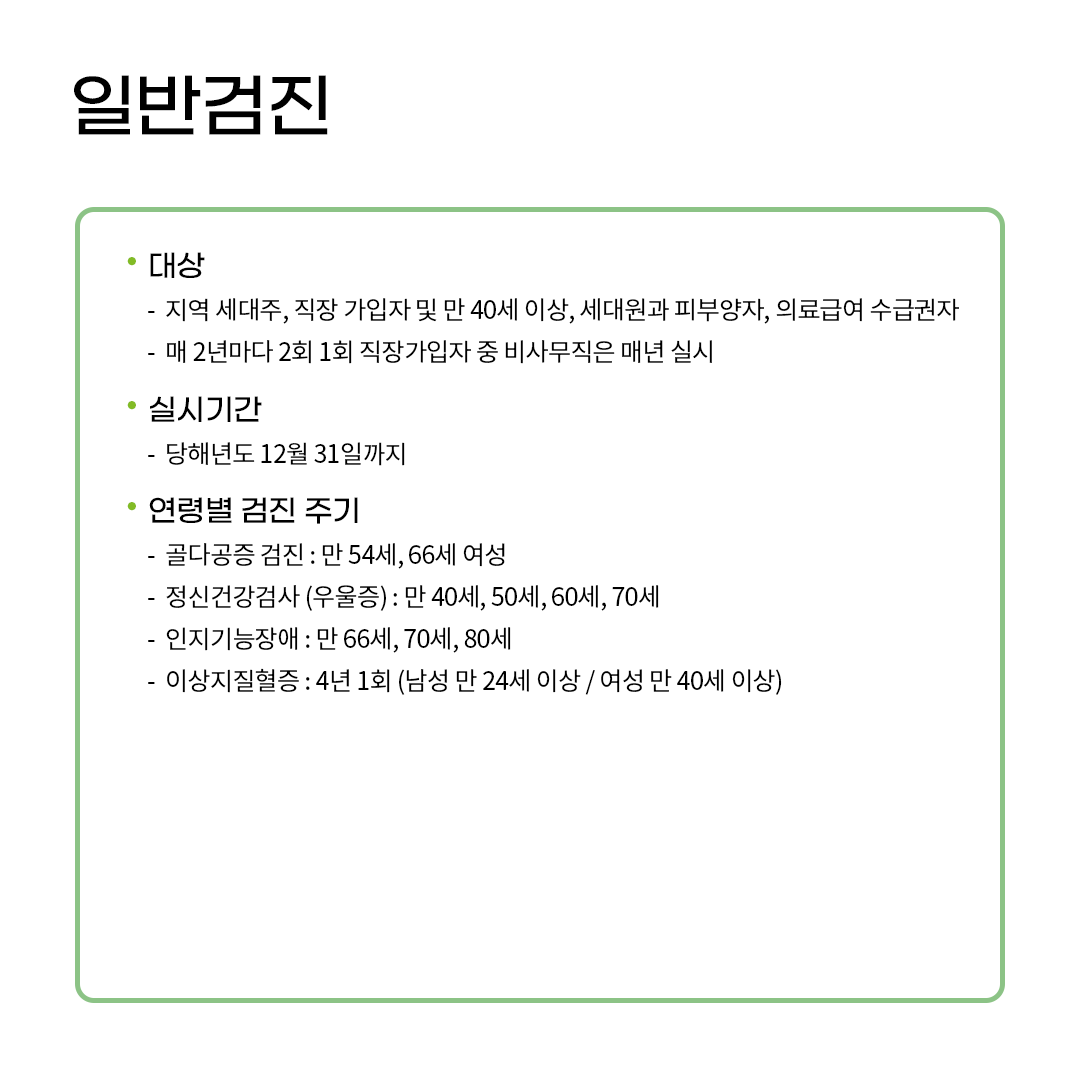 일반검진
• 대상
- 지역 세대주, 직장 가입자 및 만 40세 이상, 세대원과 피부양자, 의료급여 수급권자
- 매 2년마다 2회 1회 직장가입자 중 비사무직은 매년 실시
• 실시기간
- 당해년도 12월 31일까지
• 연령별 검진 주기
- 골다공증 검진 : 만 54세, 66세 여성
- 정신건강검사 (우울증) : 만 40세, 50세, 60세, 70세
- 인지기능장애 : 만 66세, 70세, 80세
- 이상지질혈증 : 4년 1회 (남성 만 24세 이상 / 여성 만 40세 이상)